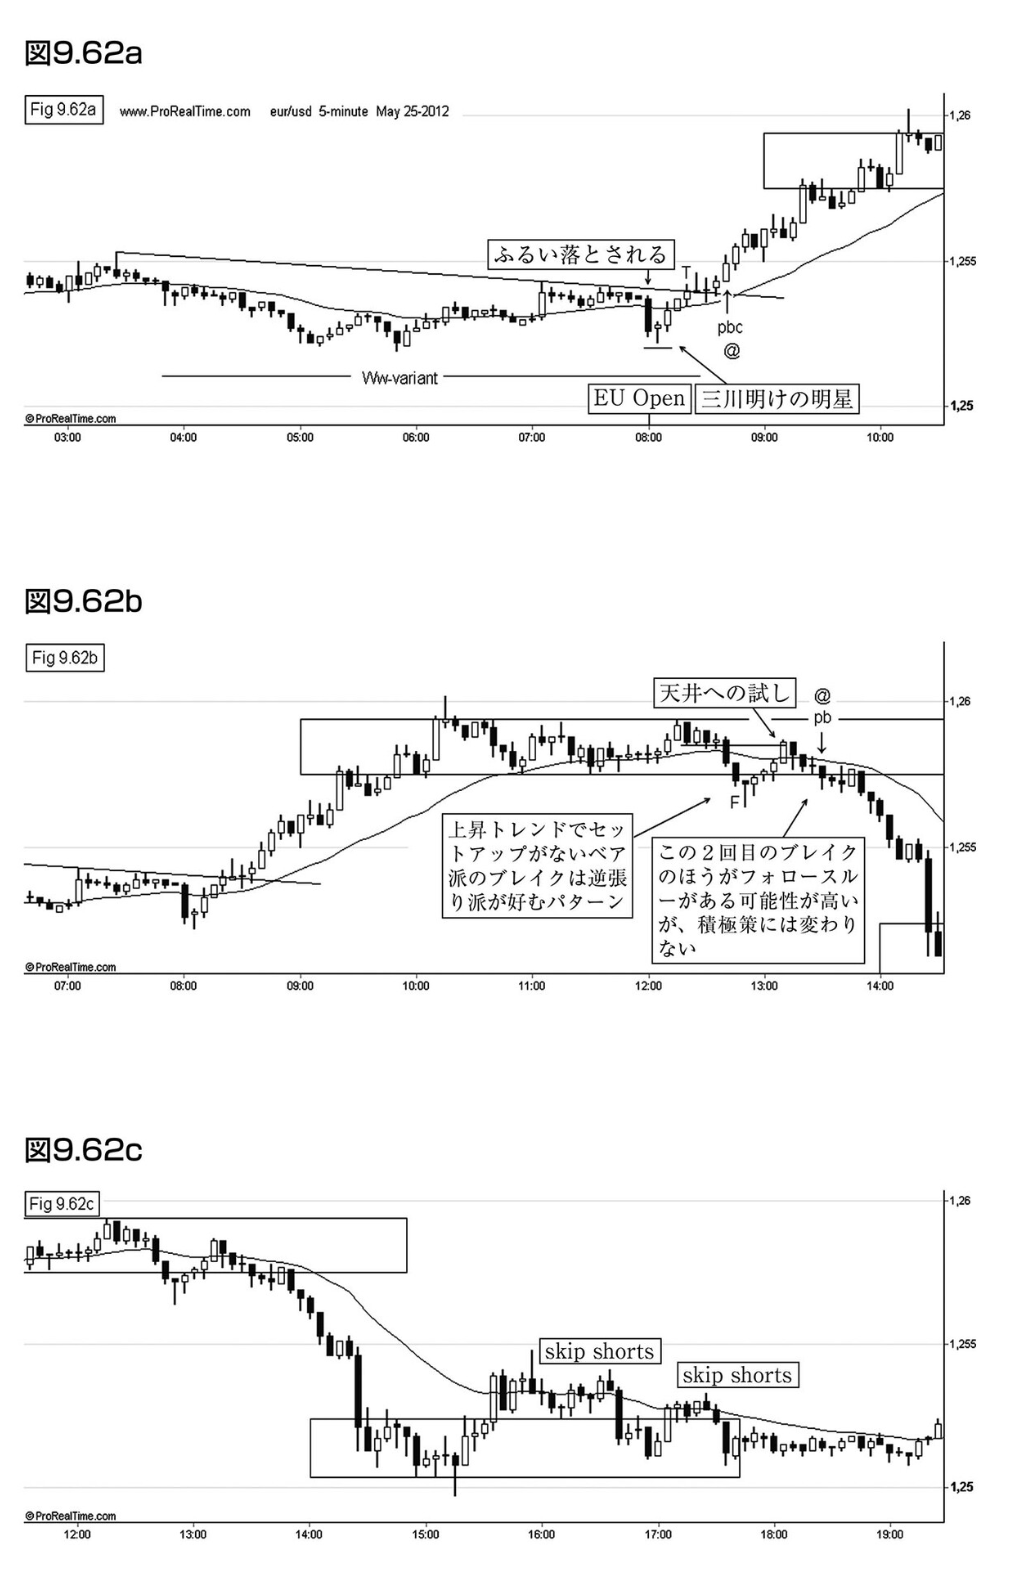 図9.62a
Fig 9.62a www.ProRealTime.com eur/usd 5-minute May 25-2012
1,26
ふるい落とされる
T
1,255
pbc
@
Ww-variant
EU Open
三川明けの明星
1,25
©ProRealTime.com
03:00 04:00 05:00 06:00 07:00 08:00 09:00 10:00
図9.62b
Fig 9.62b
天井への試し
@
pb
1,26
F
上昇トレンドでセッ
トアップがないベア
派のブレイクは逆張
り派が好むパターン
この2回目のブレイク
のほうがフォロースル
ーがある可能性が高い
が、積極策には変わり
ない
1,255
©ProRealTime.com
07:00 08:00 09:00 10:00 11:00 12:00 13:00 14:00
図9.62c
Fig 9.62c
1,26
skip shorts
1,255
skip shorts
1,25
©ProRealTime.com
12:00 13:00 14:00 15:00 16:00 17:00 18:00 19:00